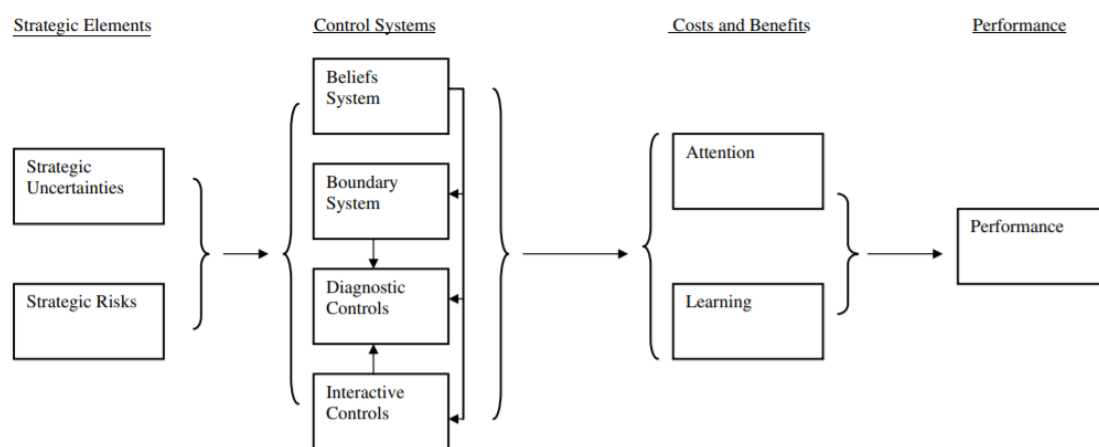 Strategic Elements
Control Systems
Costs and Benefits
Performance
Beliefs
System
Strategic
Uncertainties
Boundary
System
Attention
Performance
Strategic Risks
Diagnostic
Controls
Learning
Interactive
Controls